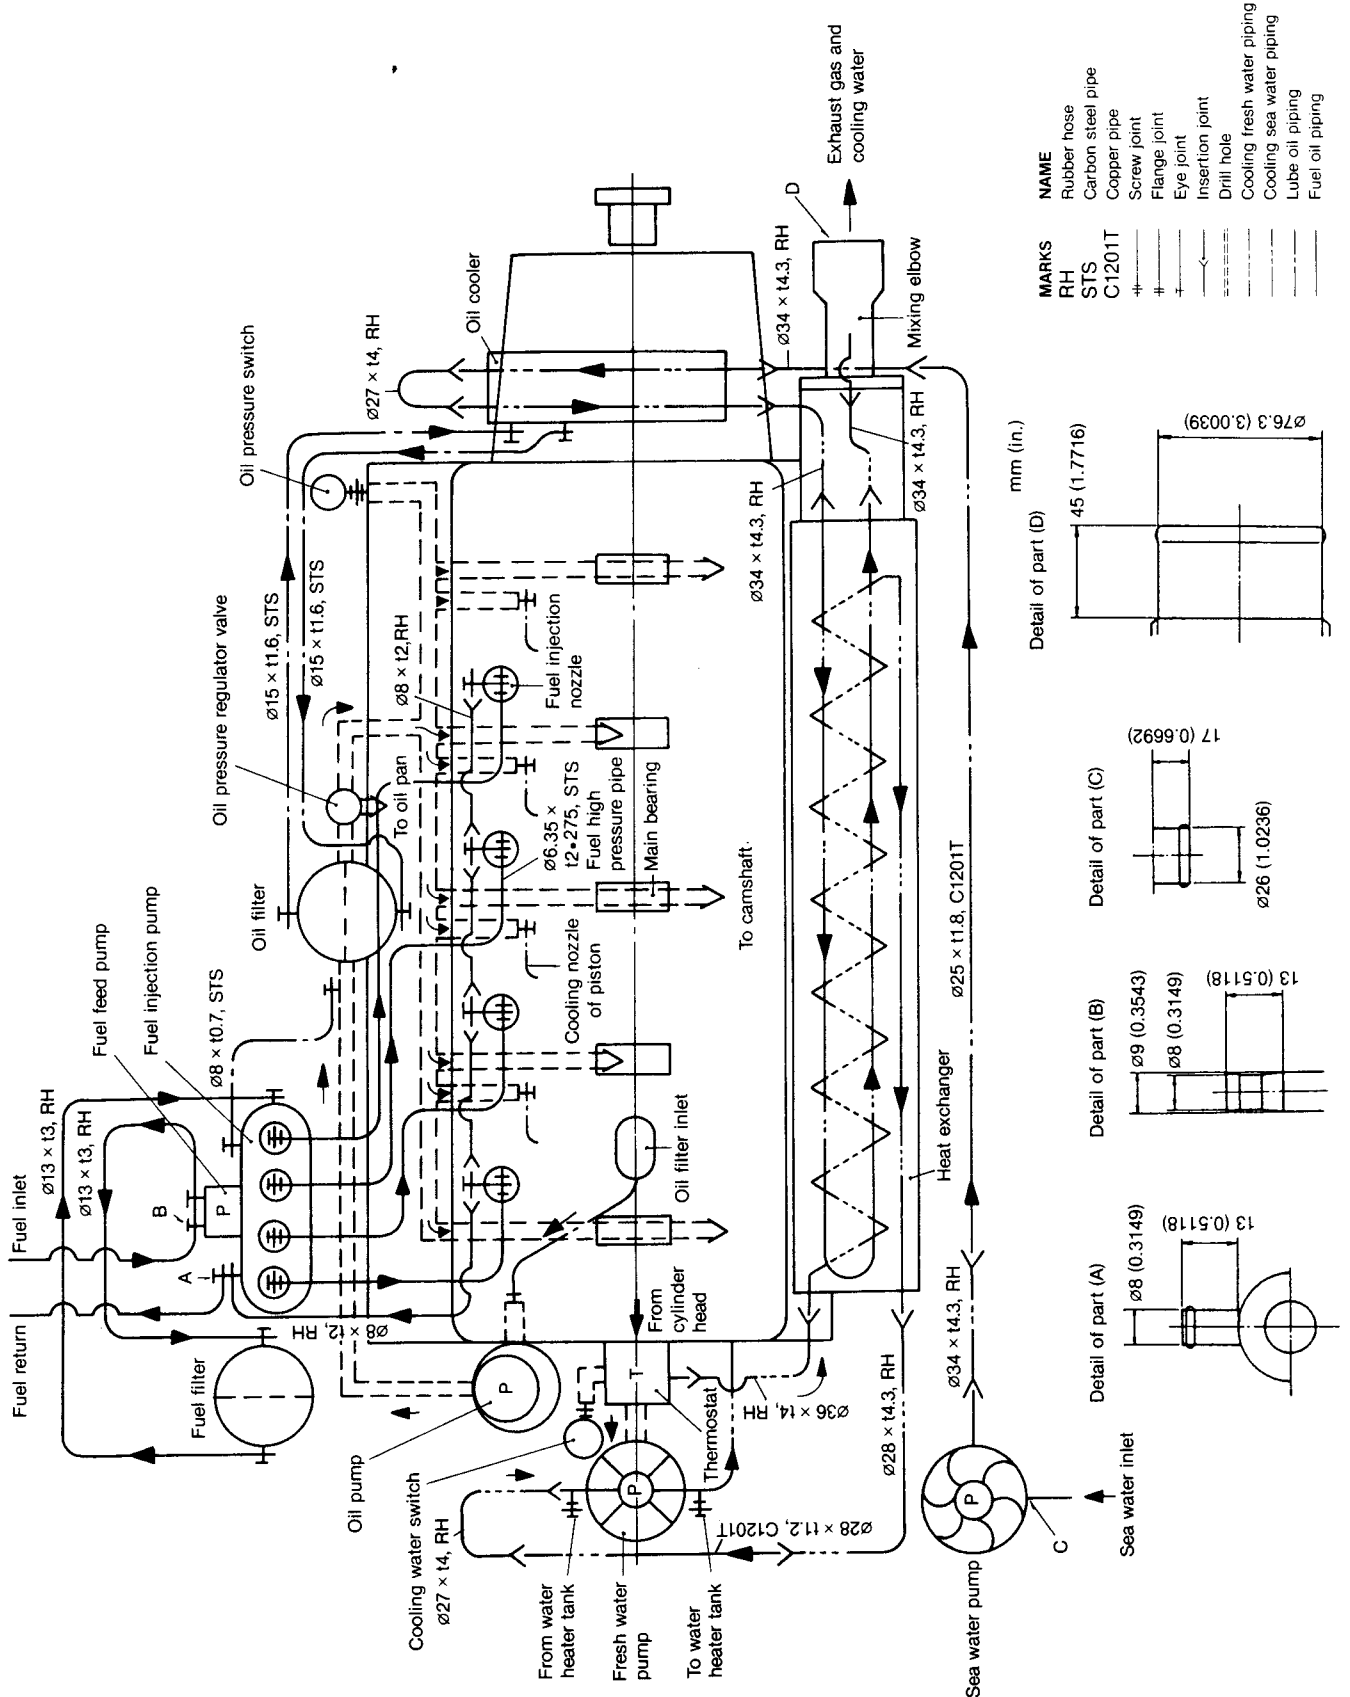 Fuel return
Fuel inlet
Ø13 × t3, RH
Ø13 × t3, RH
Fuel feed pump
Fuel injection pump
Ø8 × t0.7, STS
Fuel filter
Ø8 × t2, RH
A
B
P
Oil filter
Oil pressure regulator valve
Ø15 × t1.6, STS
Ø15 × t1.6, STS
Oil pressure switch
Ø27 × t4, RH
Oil cooler
Ø34 × t4.3, RH
Exhaust gas and
cooling water
D
Mixing elbow
Ø34 × t4.3, RH
Ø34 × t4.3, RH
To oil pan
Ø8 × t2,RH
Fuel injection
nozzle
Ø6.35 ×
t2•275, STS
Fuel high
pressure pipe
Main bearing
Cooling nozzle
of piston
To camshaft
Oil filter inlet
From
cylinder
head
Oil pump
P
T
Thermostat
Ø36 × t4, RH
Cooling water switch
Ø27 × t4, RH
From water
heater tank
Fresh water
pump
P
To water
heater tank
Ø28 × t1.2, C1201T
Ø28 × t4.3, RH
Heat exchanger
Ø25 × t1.8, C1201T
Ø34 × t4.3, RH
Sea water pump
P
C
Sea water inlet
MARKS NAME
RH Rubber hose
STS Carbon steel pipe
C1201T Copper pipe
Screw joint
Flange joint
Eye joint
Insertion joint
Drill hole
Cooling fresh water piping
Cooling sea water piping
Lube oil piping
Fuel oil piping
mm (in.)
Detail of part (A)
Ø8 (0.3149)
13 (0.5118)
Detail of part (B)
Ø9 (0.3543)
Ø8 (0.3149)
13 (0.5118)
Detail of part (C)
17 (0.6692)
Ø26 (1.0236)
Detail of part (D)
45 (1.7716)
Ø76.3 (3.0039)